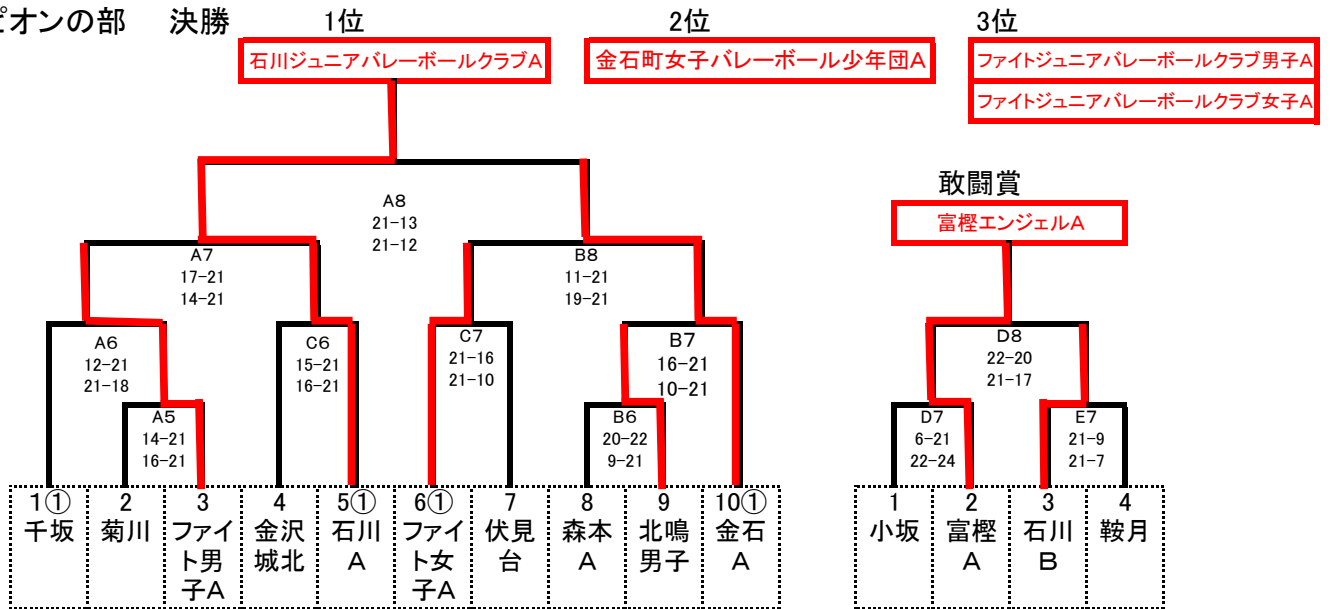 ピオンの部 決勝 1位 2位 3位
石川ジュニアバレーボールクラブA 金石町女子バレーボール少年団A ファイトジュニアバレーボールクラブ男子A
ファイトジュニアバレーボールクラブ女子A
敢闘賞
富樫エンジェルA
A8
21-13
21-12
A7
17-21
14-21
B8
11-21
19-21
A6
12-21
21-18
C6
15-21
16-21
C7
21-16
21-10
B7
16-21
10-21
D8
22-20
21-17
A5
14-21
16-21
B6
20-22
9-21
D7
6-21
22-24
E7
21-9
21-7
1① 2 3 4 5① 6① 7 8 9 10① 1 2 3 4
千坂 菊川 ファイ 金沢 石川 ファイ 伏見 森本 北鳴 金石 小坂 富樫 石川 鞍月
ト男 城北 A ト女 台 A 男子 A A B
子A 子A